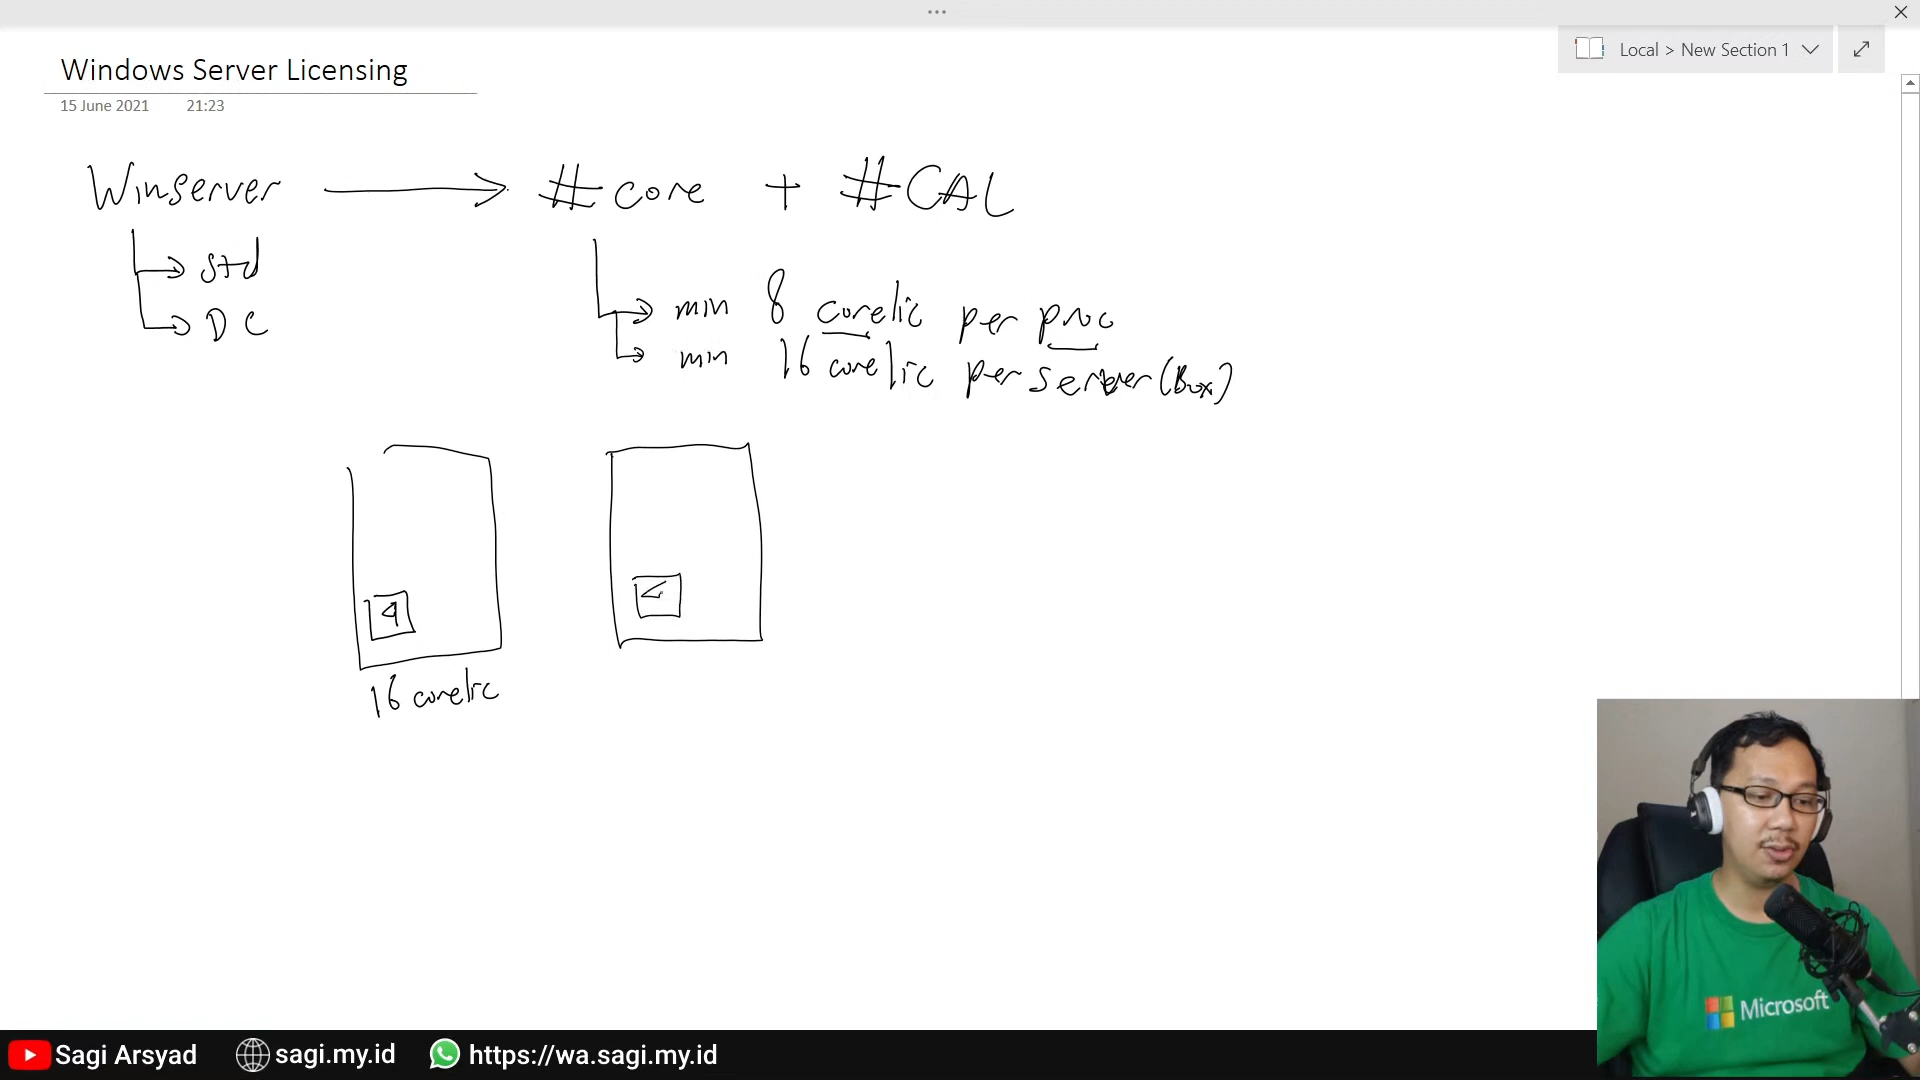 Local > New Section 1
Windows Server Licensing
15 June 2021 21:23
Winserver → #core + #CAL
→ std
→ DC
→ min 8 corelic per proc
→ min 16 corelic per server (Box)
4
16 corelic
Microsoft
Sagi Arsyad sagi.my.id https://wa.sagi.my.id